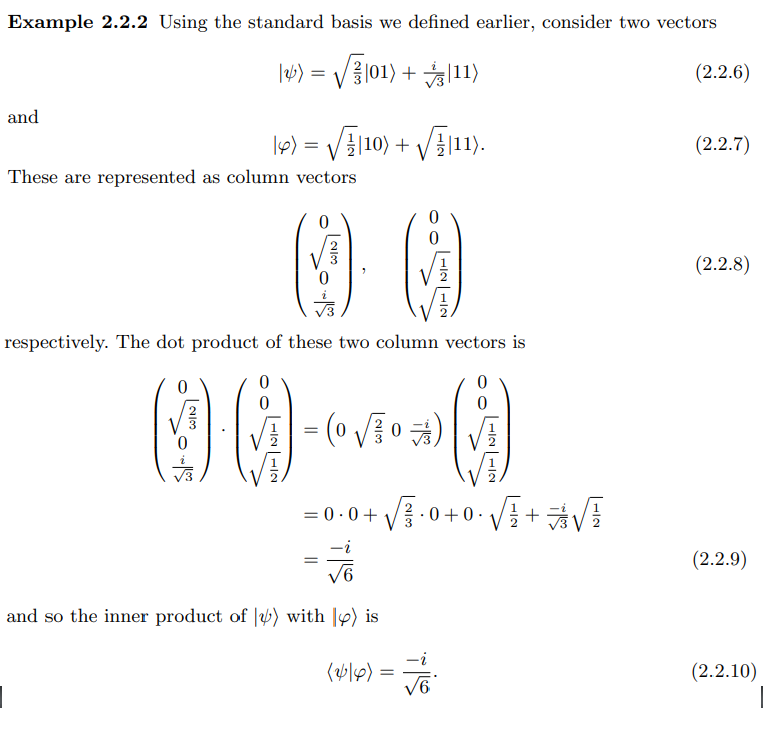 Example 2.2.2 Using the standard basis we defined earlier, consider two vectors
|ψ⟩ = √(2/3)|01⟩ + i/√3|11⟩ (2.2.6)
and
|φ⟩ = √(1/2)|10⟩ + √(1/2)|11⟩. (2.2.7)
These are represented as column vectors
(0, √(2/3), 0, i/√3), (0, 0, √(1/2), √(1/2)) (2.2.8)
respectively. The dot product of these two column vectors is
(0, √(2/3), 0, i/√3) · (0, 0, √(1/2), √(1/2)) = (0 √(2/3) 0 −i/√3) (0, 0, √(1/2), √(1/2))
= 0 · 0 + √(2/3) · 0 + 0 · √(1/2) + −i/√3 √(1/2)
= −i/√6 (2.2.9)
and so the inner product of |ψ⟩ with |φ⟩ is
⟨ψ|φ⟩ = −i/√6. (2.2.10)